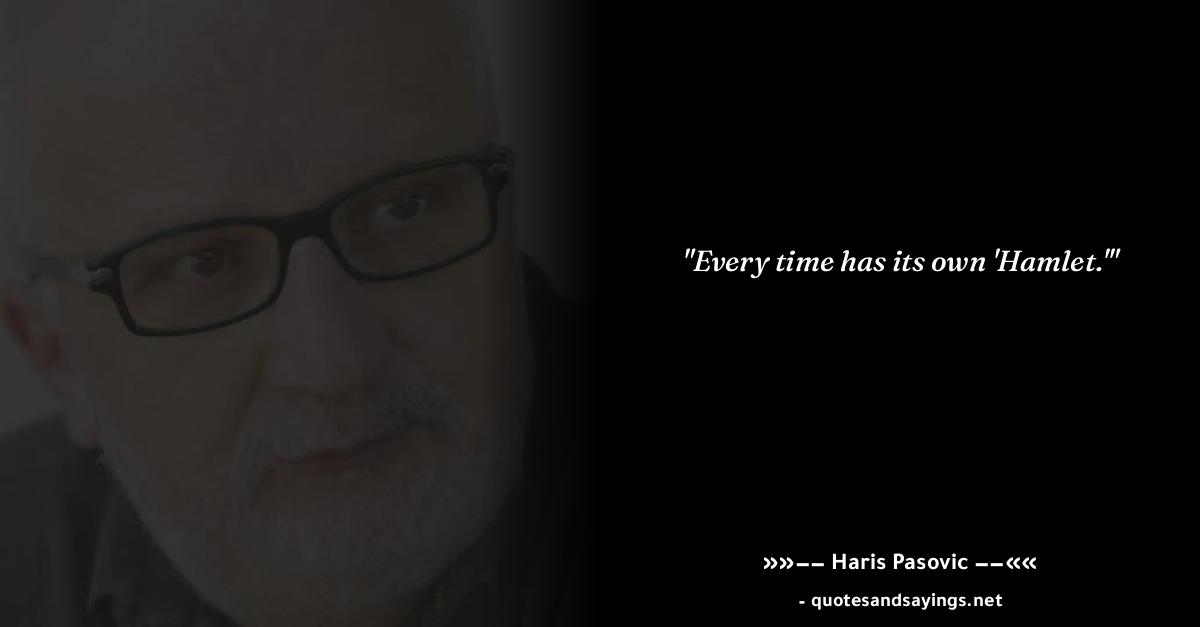 "Every time has its own 'Hamlet.'"
»»−− Haris Pasovic −−««
- quotesandsayings.net